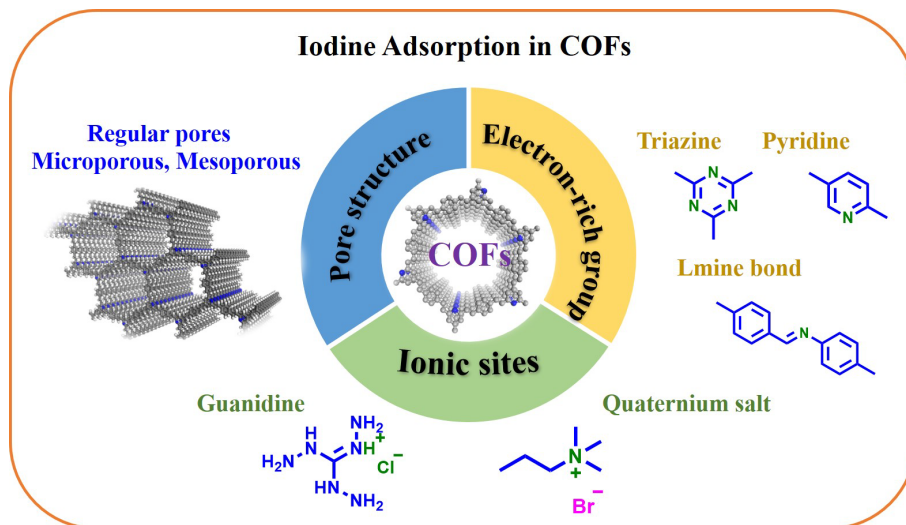 Iodine Adsorption in COFs
Regular pores
Microporous, Mesoporous
Pore structure
Electron-rich group
Ionic sites
COFs
Triazine
Pyridine
N
N
N
N
Lmine bond
N
Guanidine
NH₂
H
N
HN
H₂N
NH
+
Cl⁻
HN
NH₂
Quaternium salt
N
+
Br⁻